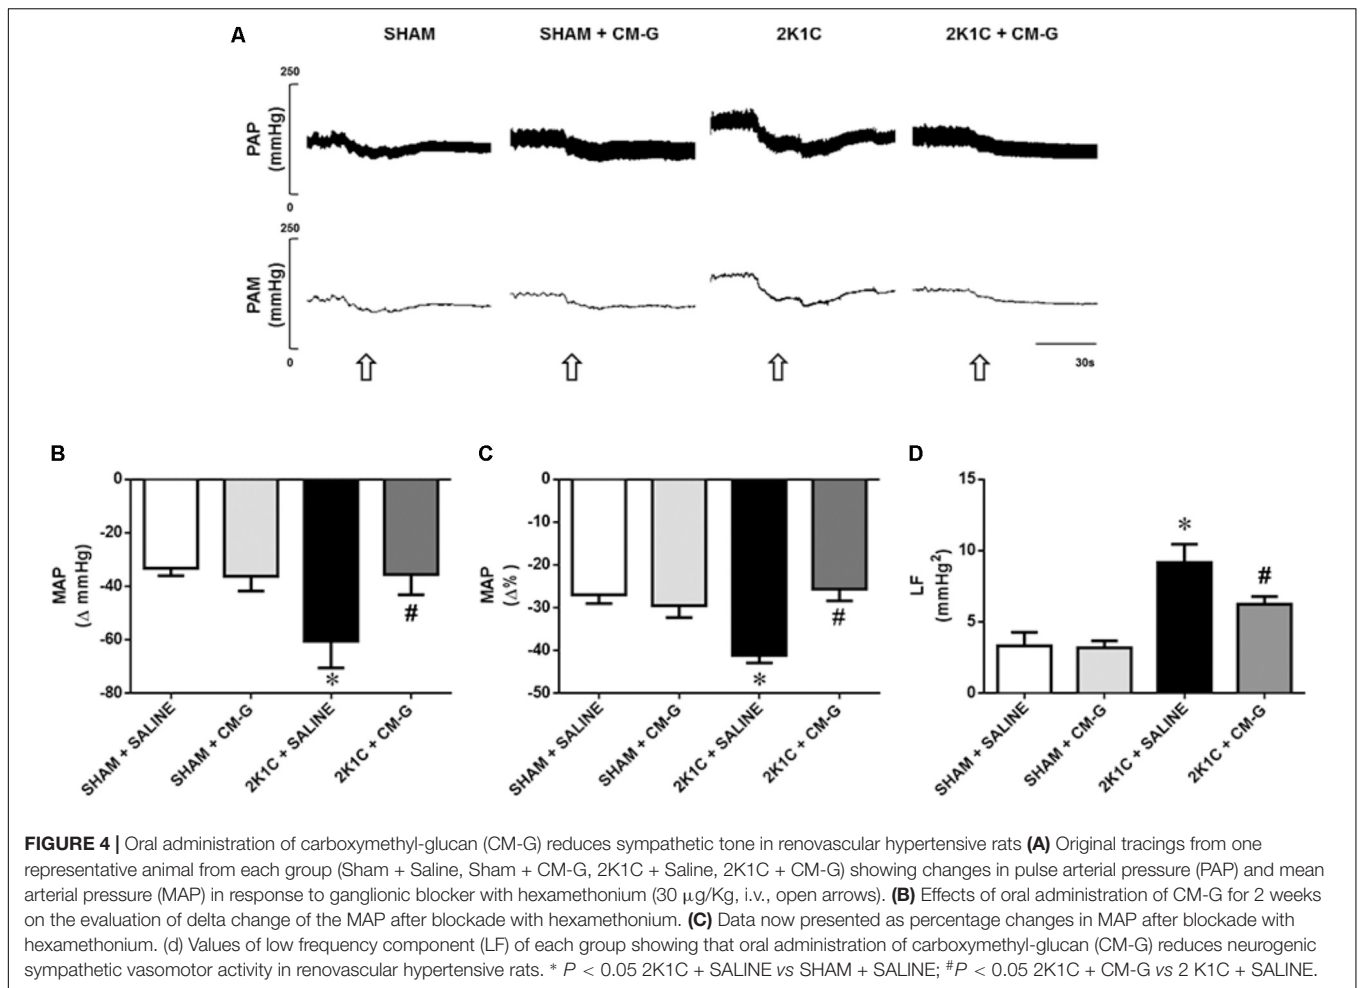 A
SHAM
SHAM + CM-G
2K1C
2K1C + CM-G
250
PAP
(mmHg)
0
250
PAM
(mmHg)
0
30s
B
0
-20
-40
-60
-80
MAP
(Δ mmHg)
*
#
SHAM + SALINE
SHAM + CM-G
2K1C + SALINE
2K1C + CM-G
C
0
-10
-20
-30
-40
-50
MAP
(Δ%)
*
#
SHAM + SALINE
SHAM + CM-G
2K1C + SALINE
2K1C + CM-G
D
15
10
5
0
LF
(mmHg²)
*
#
SHAM + SALINE
SHAM + CM-G
2K1C + SALINE
2K1C + CM-G
FIGURE 4 | Oral administration of carboxymethyl-glucan (CM-G) reduces sympathetic tone in renovascular hypertensive rats (A) Original tracings from one
representative animal from each group (Sham + Saline, Sham + CM-G, 2K1C + Saline, 2K1C + CM-G) showing changes in pulse arterial pressure (PAP) and mean
arterial pressure (MAP) in response to ganglionic blocker with hexamethonium (30 μg/Kg, i.v., open arrows). (B) Effects of oral administration of CM-G for 2 weeks
on the evaluation of delta change of the MAP after blockade with hexamethonium. (C) Data now presented as percentage changes in MAP after blockade with
hexamethonium. (d) Values of low frequency component (LF) of each group showing that oral administration of carboxymethyl-glucan (CM-G) reduces neurogenic
sympathetic vasomotor activity in renovascular hypertensive rats. * P < 0.05 2K1C + SALINE vs SHAM + SALINE; #P < 0.05 2K1C + CM-G vs 2 K1C + SALINE.